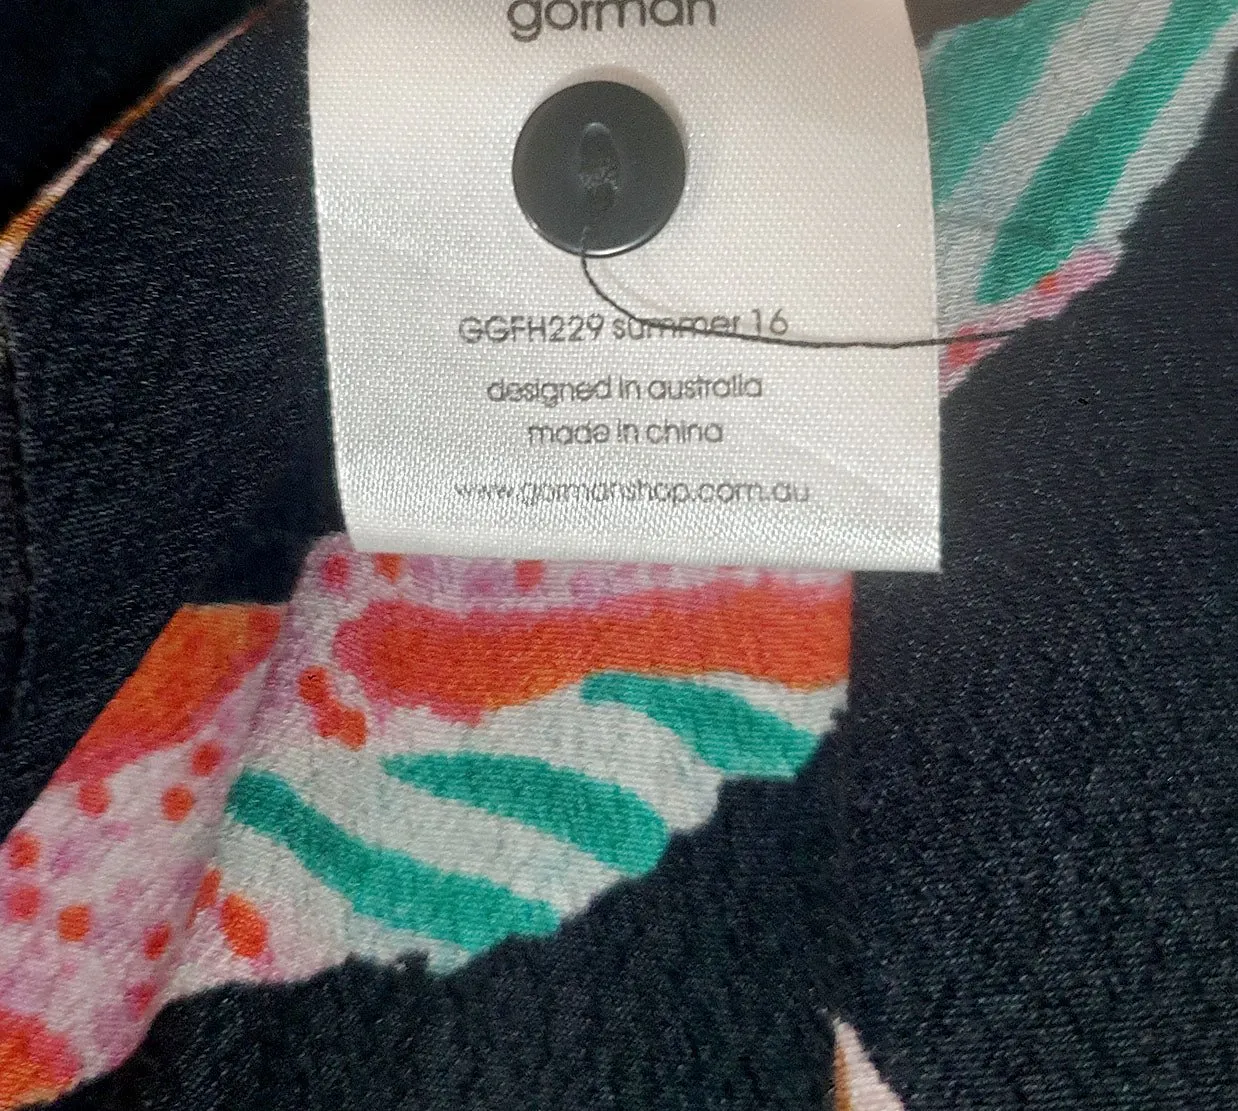 gorman
GGFH229 summer 16
designed in australia
made in china
www.gormanshop.com.au